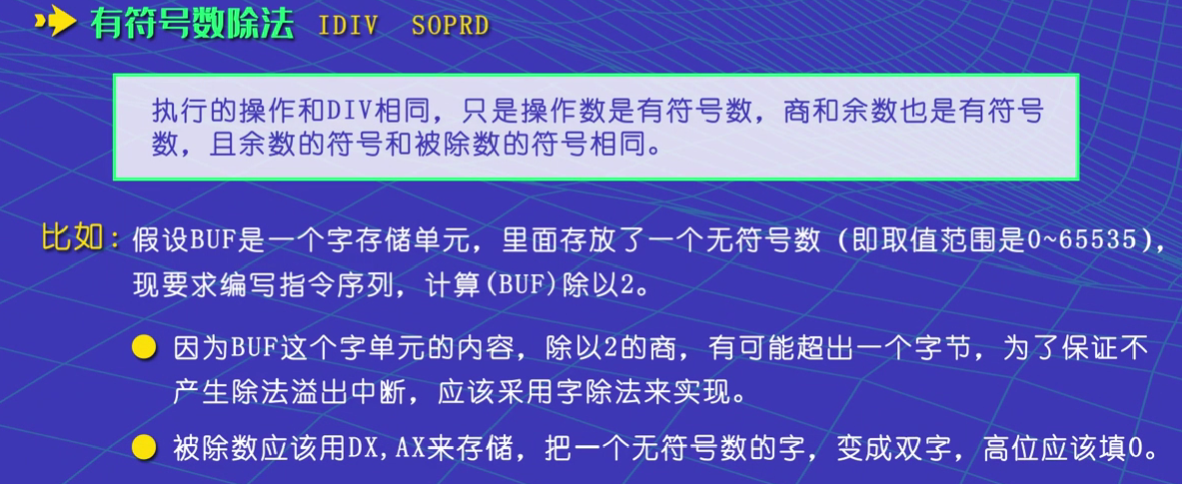 有符号数除法 IDIV SOPRD
执行的操作和DIV相同，只是操作数是有符号数，商和余数也是有符号
数，且余数的符号和被除数的符号相同。
比如：假设BUF是一个字存储单元，里面存放了一个无符号数（即取值范围是0~65535），
现要求编写指令序列，计算(BUF)除以2。
因为BUF这个字单元的内容，除以2的商，有可能超出一个字节，为了保证不
产生除法溢出中断，应该采用字除法来实现。
被除数应该用DX,AX来存储，把一个无符号数的字，变成双字，高位应该填0。